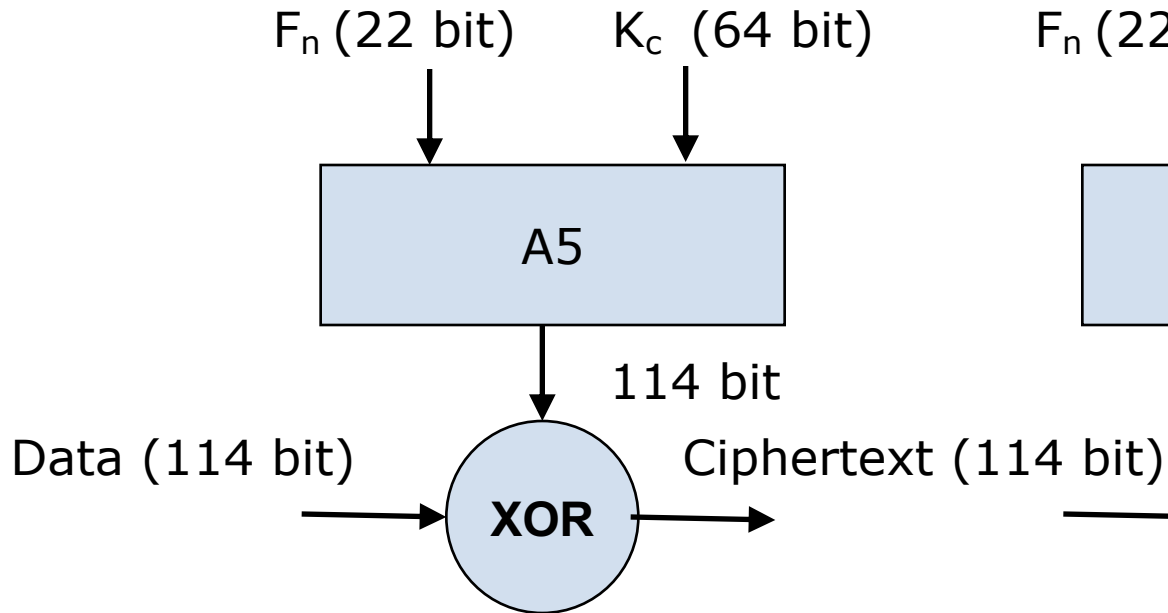 Fn (22 bit) Kc (64 bit) Fn (22
A5
114 bit
Data (114 bit) Ciphertext (114 bit)
XOR